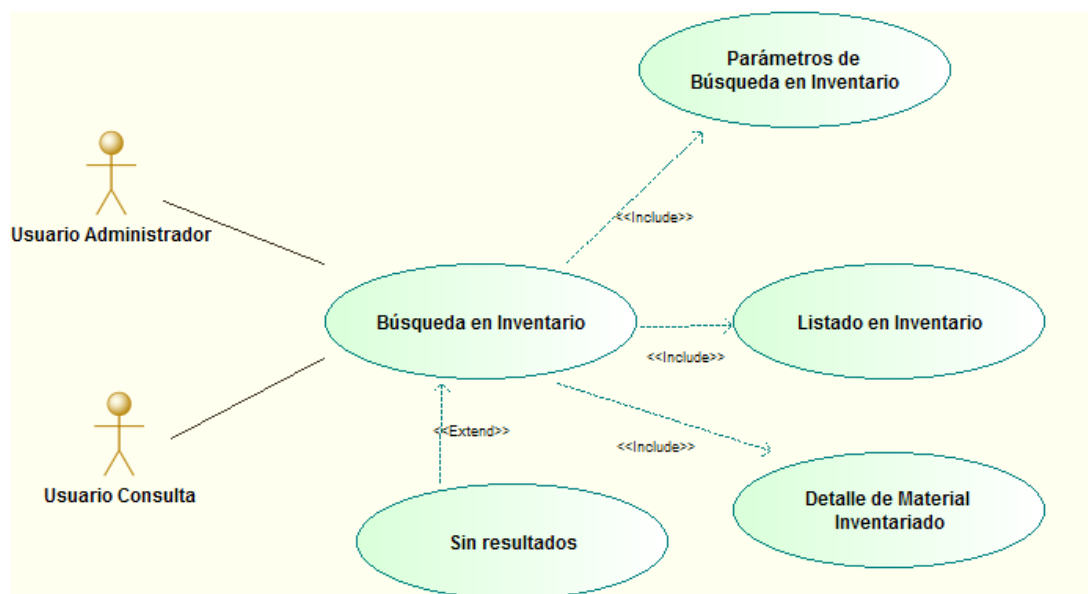 Parámetros de
Búsqueda en Inventario
Usuario Administrador
<<Include>>
Búsqueda en Inventario
Listado en Inventario
<<Include>>
Usuario Consulta
<<Extend>>
<<Include>>
Detalle de Material
Inventariado
Sin resultados